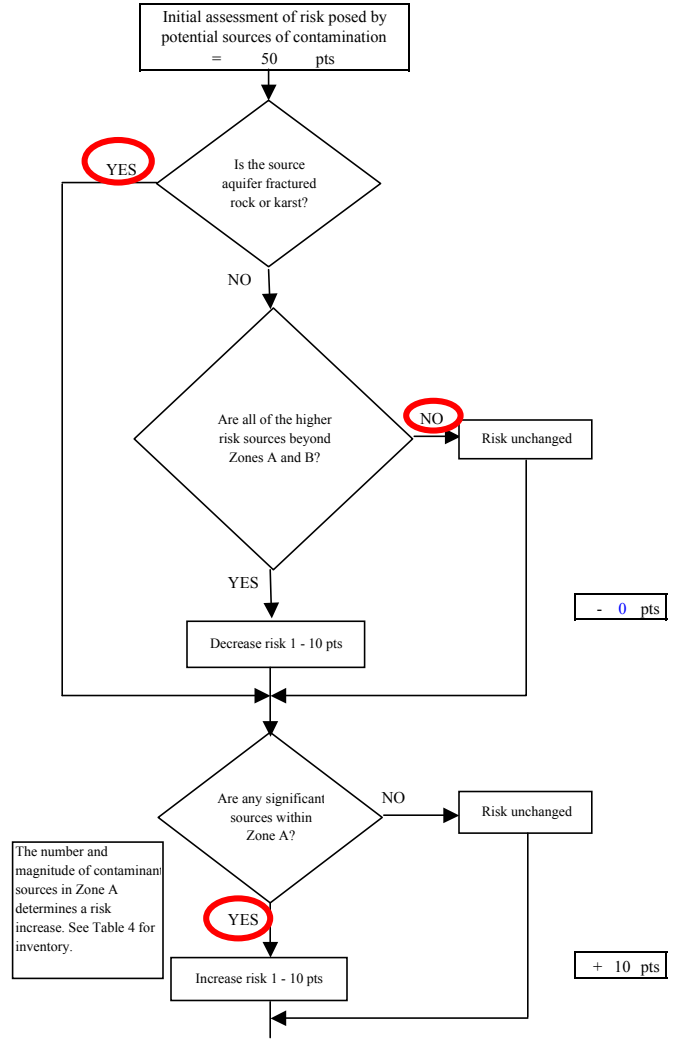 Initial assessment of risk posed by
potential sources of contamination
= 50 pts
YES
Is the source
aquifer fractured
rock or karst?
NO
Are all of the higher
risk sources beyond
Zones A and B?
NO
Risk unchanged
YES
- 0 pts
Decrease risk 1 - 10 pts
Are any significant
sources within
Zone A?
NO
Risk unchanged
The number and
magnitude of contaminant
sources in Zone A
determines a risk
increase. See Table 4 for
inventory.
YES
Increase risk 1 - 10 pts
+ 10 pts